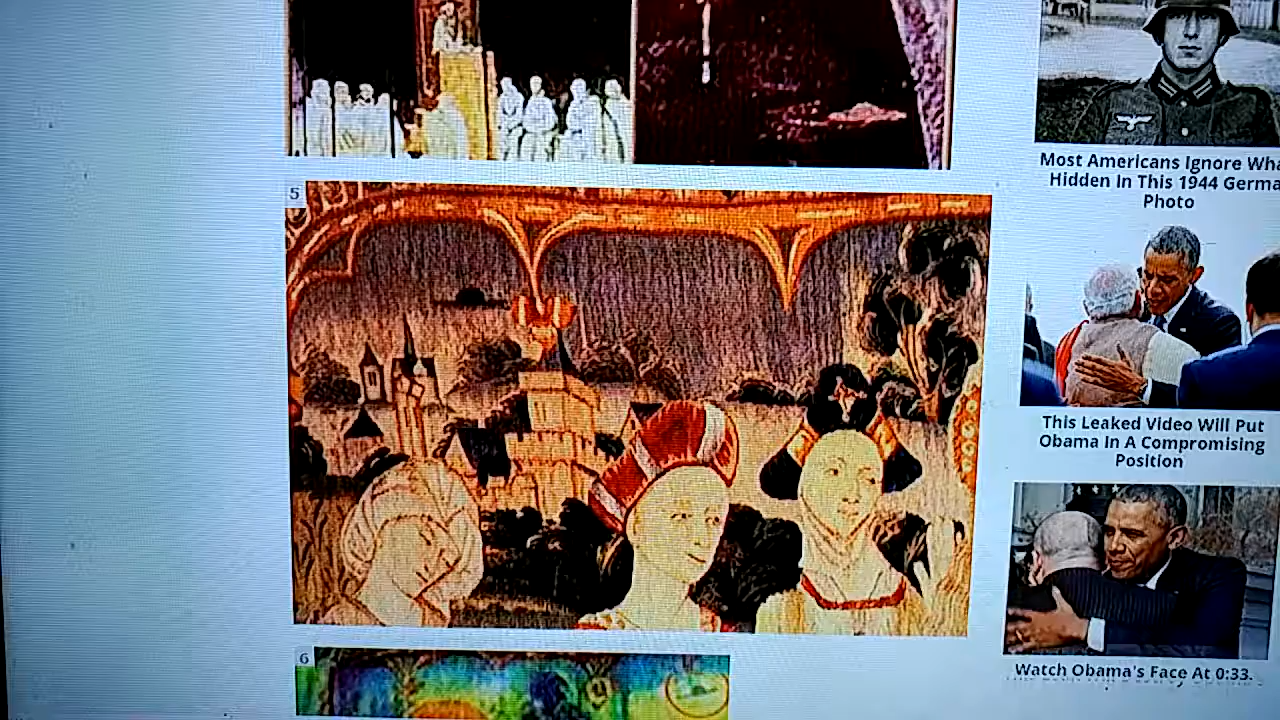 5
6
Most Americans Ignore Wha
Hidden In This 1944 Germa
Photo
This Leaked Video Will Put
Obama In A Compromising
Position
Watch Obama's Face At 0:33.